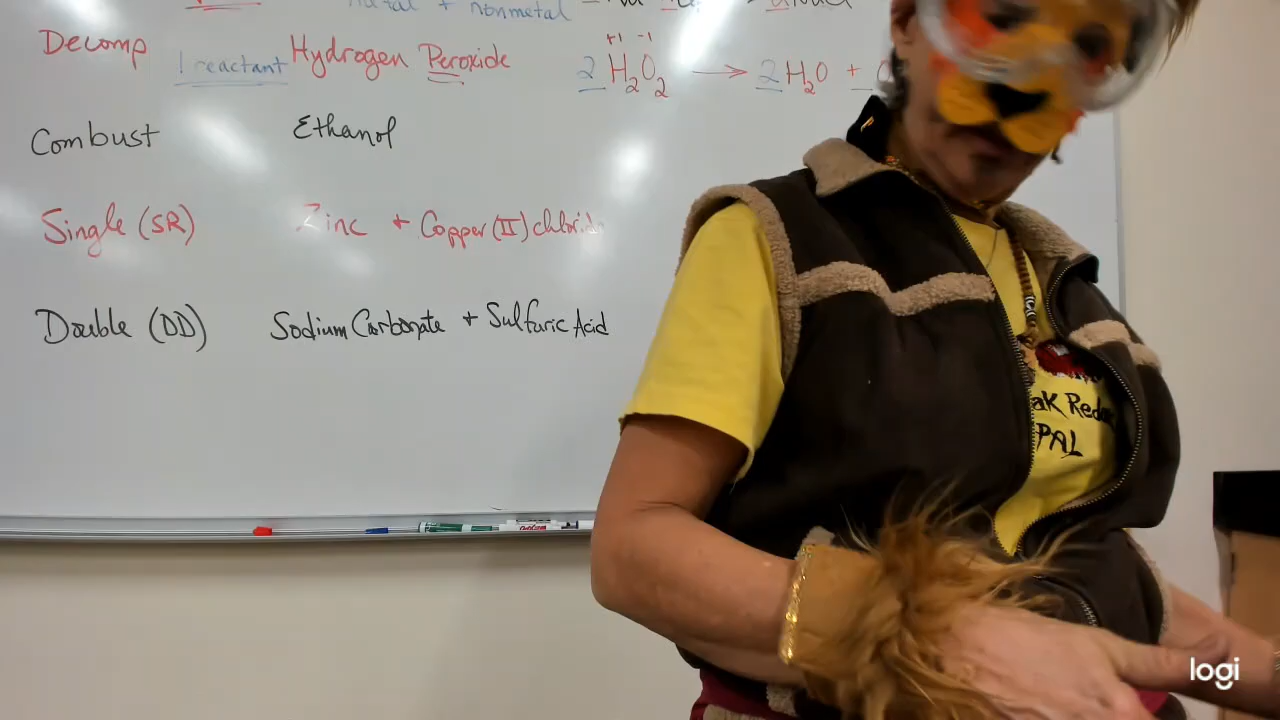 metal + nonmetal
Decomp 1 reactant Hydrogen Peroxide +1 -1 2 H2O2 → 2 H2O +
Combust Ethanol
Single (SR) Zinc + Copper (II) chloride
Double (DD) Sodium Carbonate + Sulfuric Acid
PAL
logi